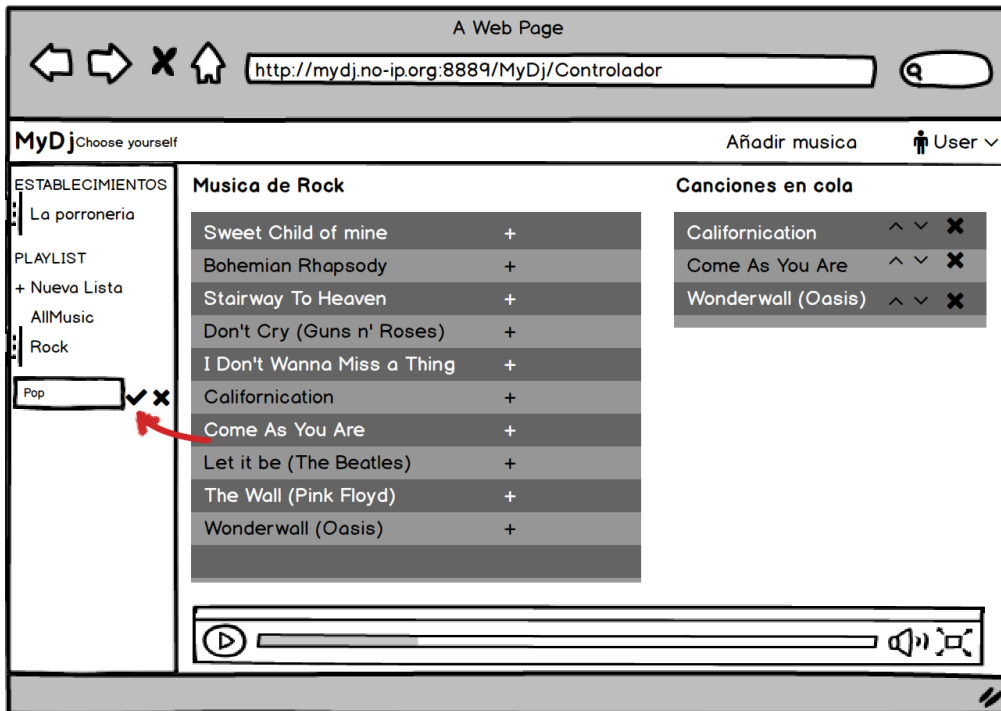 A Web Page
http://mydj.no-ip.org:8889/MyDj/Controlador
MyDj Choose yourself
Añadir musica
User
ESTABLECIMIENTOS
La porroneria
PLAYLIST
+ Nueva Lista
AllMusic
Rock
Pop
Musica de Rock
Sweet Child of mine +
Bohemian Rhapsody +
Stairway To Heaven +
Don't Cry (Guns n' Roses) +
I Don't Wanna Miss a Thing +
Californication +
Come As You Are +
Let it be (The Beatles) +
The Wall (Pink Floyd) +
Wonderwall (Oasis) +
Canciones en cola
Californication
Come As You Are
Wonderwall (Oasis)